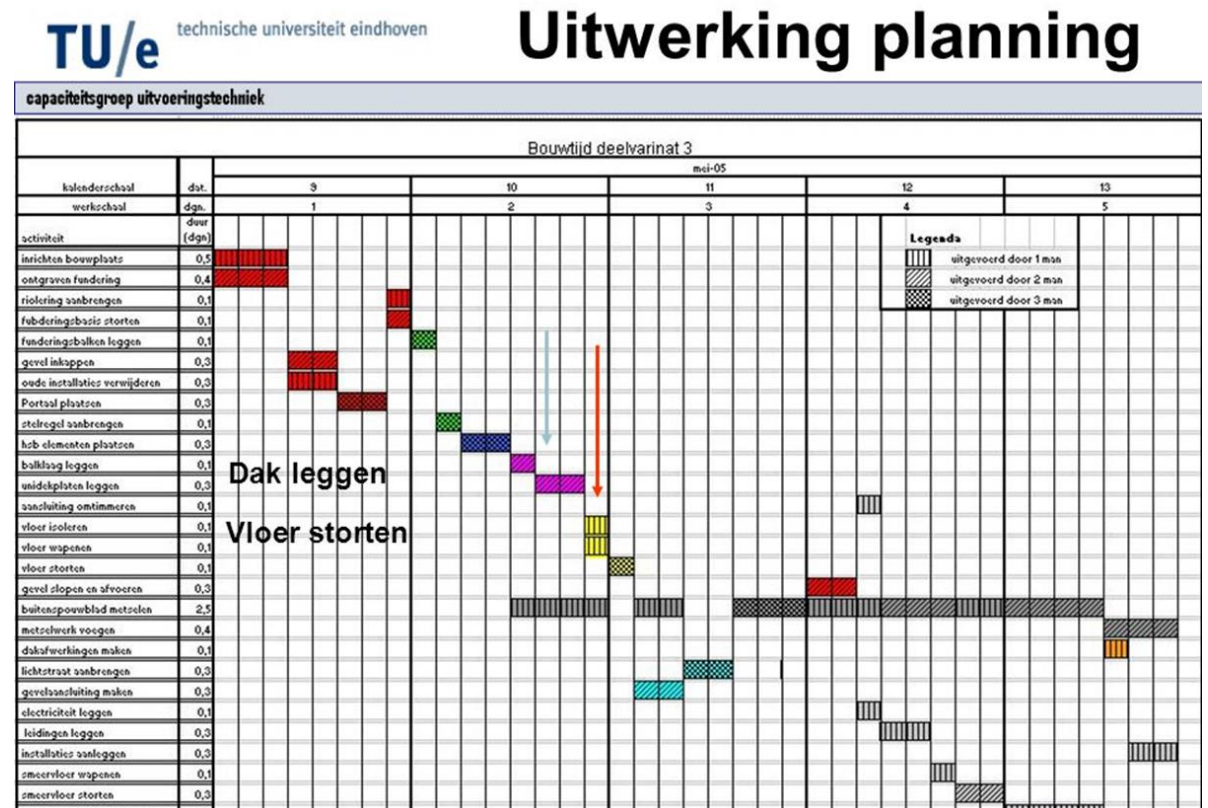 TU/e technische universiteit eindhoven
Uitwerking planning
capaciteitsgroep uitvoeringstechniek
Bouwtijd deelvarinat 3
mei-05
kalenderschaal dat. 9 10 11 12 13
werkschaal dgn. 1 2 3 4 5
activiteit duur (dgn)
Legenda
uitgevoerd door 1 man
uitgevoerd door 2 man
uitgevoerd door 3 man
inrichten bouwplaats 0,5
ontgraven fundering 0,4
riolering aanbrengen 0,1
fubderingsbasis storten 0,1
funderingsbalken leggen 0,1
gevel inkappen 0,3
oude installaties verwijderen 0,3
Portaal plaatsen 0,3
stelregel aanbrengen 0,1
hsb elementen plaatsen 0,3
balklaag leggen 0,1
Dak leggen
unidekplaten leggen 0,3
aansluiting omtimmeren 0,1
vloer isoleren 0,1
Vloer storten
vloer wapenen 0,1
vloer storten 0,1
gevel slopen en afvoeren 0,3
buitenspouwblad metselen 2,5
metselwerk voegen 0,4
dakafwerkingen maken 0,1
lichtstraat aanbrengen 0,3
gevelaansluiting maken 0,3
electriciteit leggen 0,1
leidingen leggen 0,3
installaties aanleggen 0,3
smeervloer wapenen 0,1
smeervloer storten 0,3